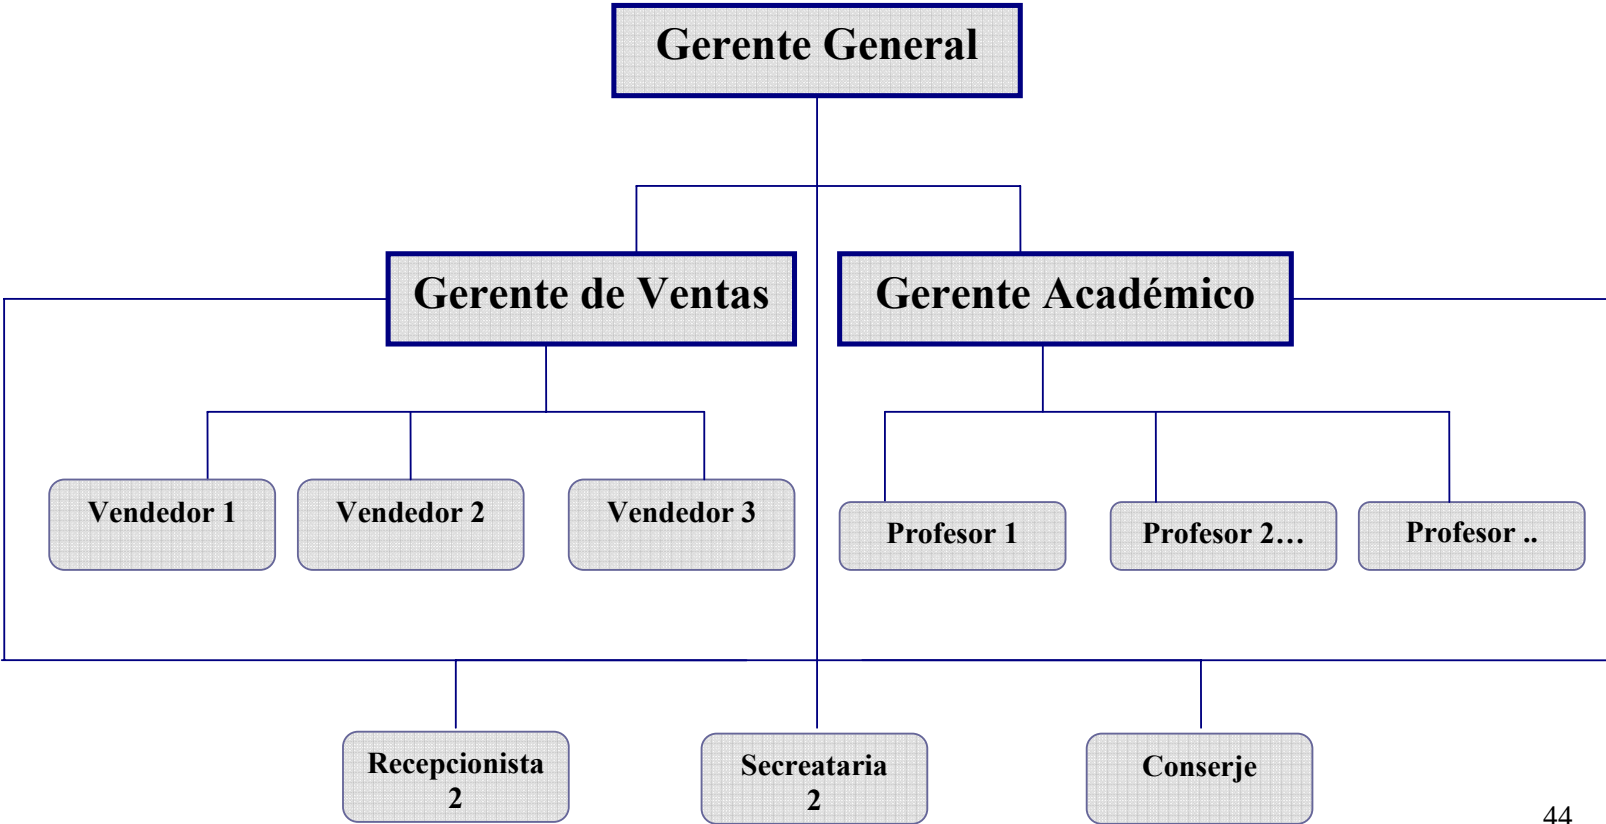 Gerente General
Gerente de Ventas
Gerente Académico
Vendedor 1
Vendedor 2
Vendedor 3
Profesor 1
Profesor 2…
Profesor ..
Recepcionista
2
Secreataria
2
Conserje
44